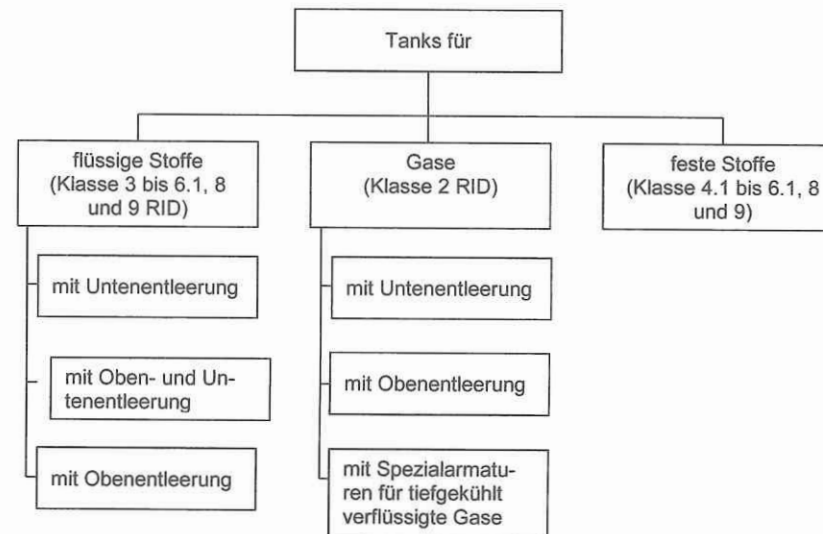 Tanks für
flüssige Stoffe
(Klasse 3 bis 6.1, 8
und 9 RID)
mit Untenentleerung
mit Oben- und Un-
tenentleerung
mit Obenentleerung
Gase
(Klasse 2 RID)
mit Untenentleerung
mit Obenentleerung
mit Spezialarmatu-
ren für tiefgekühlt
verflüssigte Gase
feste Stoffe
(Klasse 4.1 bis 6.1, 8
und 9)